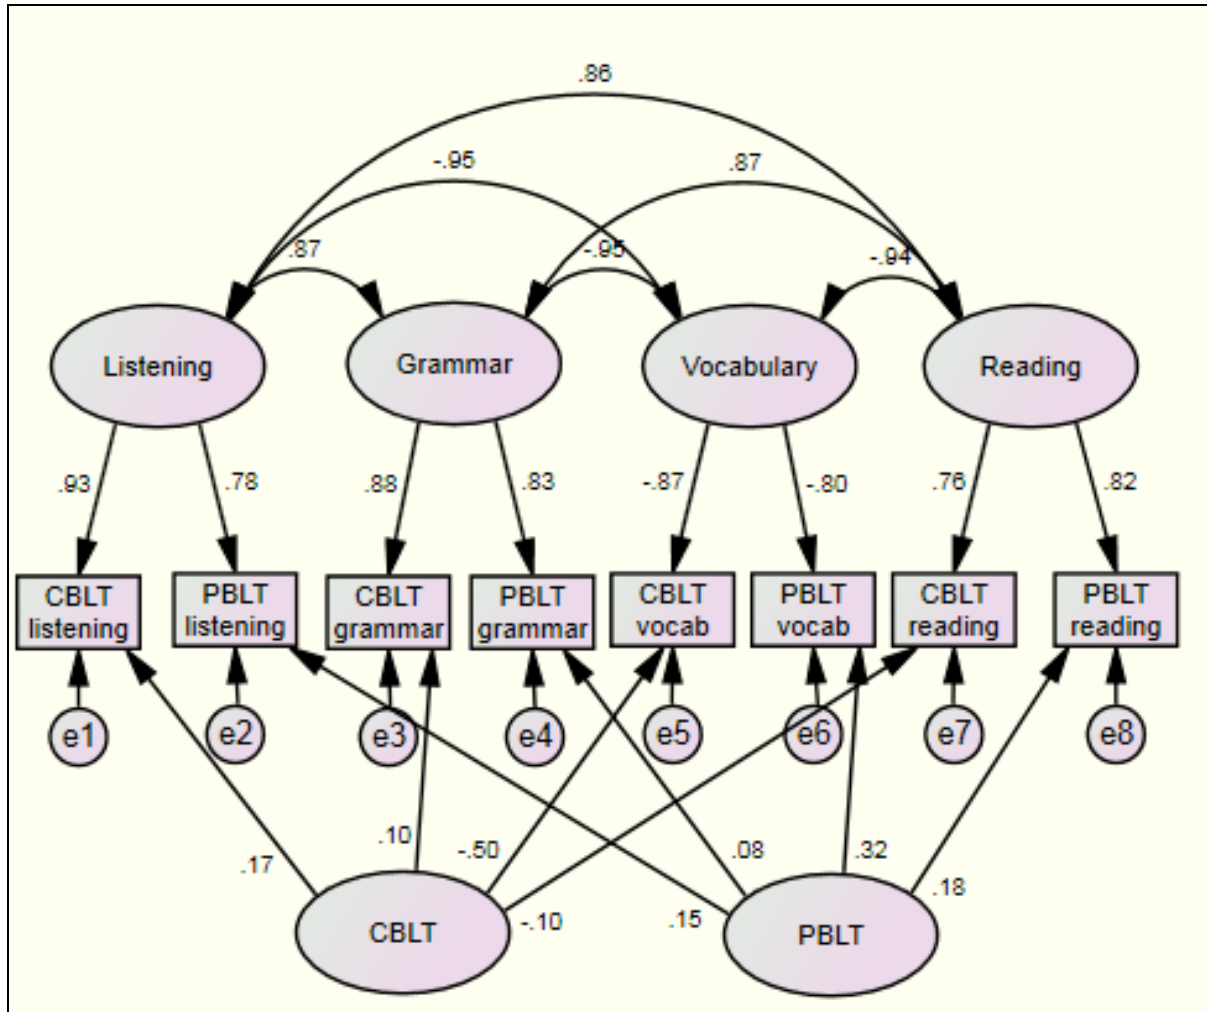 .86
-.95
.87
.87
-.95
-.94
Listening
Grammar
Vocabulary
Reading
.93
.78
.88
.83
-.87
-.80
.76
.82
CBLT
listening
PBLT
listening
CBLT
grammar
PBLT
grammar
CBLT
vocab
PBLT
vocab
CBLT
reading
PBLT
reading
e1
e2
e3
e4
e5
e6
e7
e8
.17
.10
-.50
-.10
.15
.08
.32
.18
CBLT
PBLT